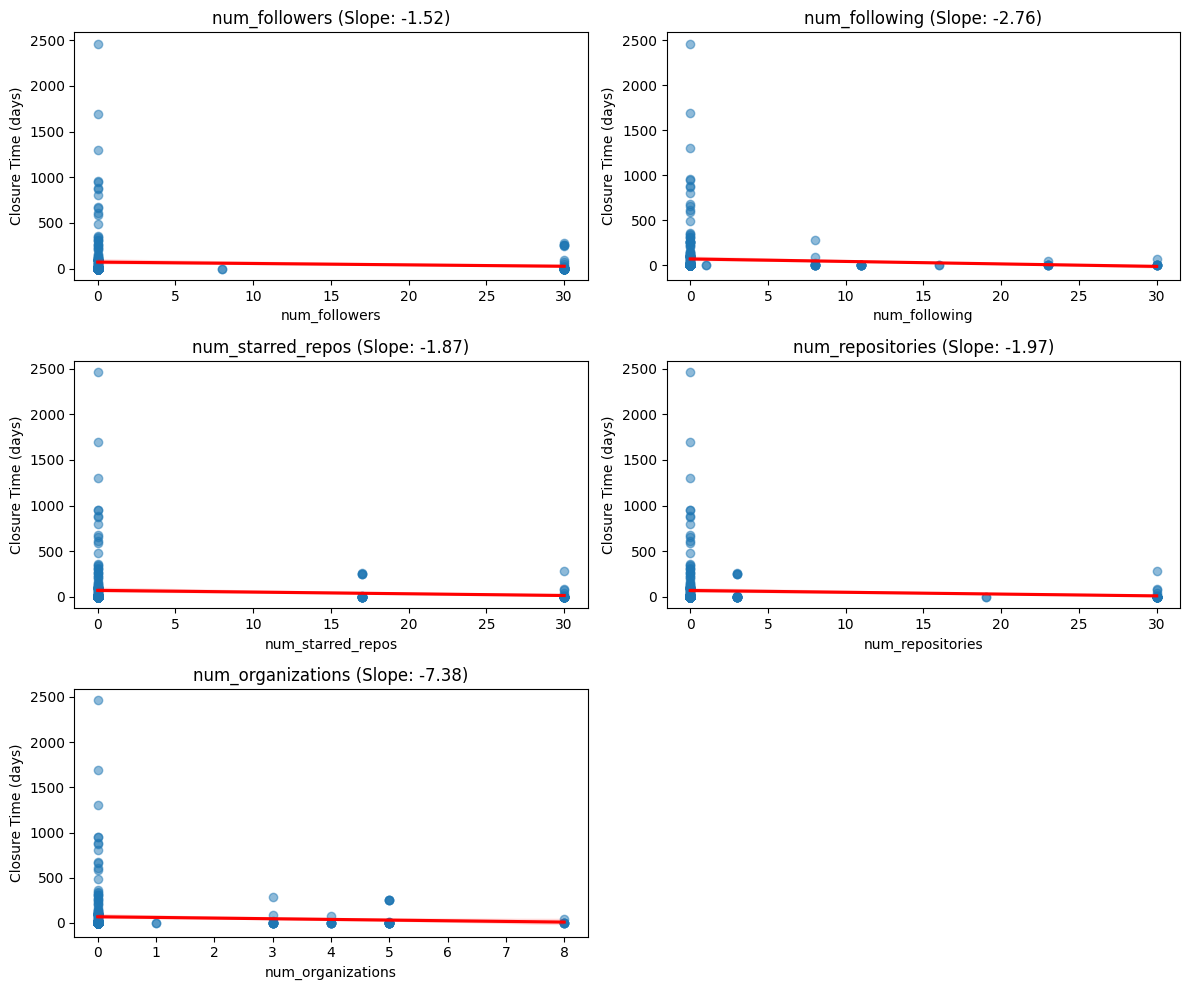 num_followers (Slope: -1.52)
Closure Time (days)
2500
2000
1500
1000
500
0
0 5 10 15 20 25 30
num_followers
num_following (Slope: -2.76)
Closure Time (days)
2500
2000
1500
1000
500
0
0 5 10 15 20 25 30
num_following
num_starred_repos (Slope: -1.87)
Closure Time (days)
2500
2000
1500
1000
500
0
0 5 10 15 20 25 30
num_starred_repos
num_repositories (Slope: -1.97)
Closure Time (days)
2500
2000
1500
1000
500
0
0 5 10 15 20 25 30
num_repositories
num_organizations (Slope: -7.38)
Closure Time (days)
2500
2000
1500
1000
500
0
0 1 2 3 4 5 6 7 8
num_organizations